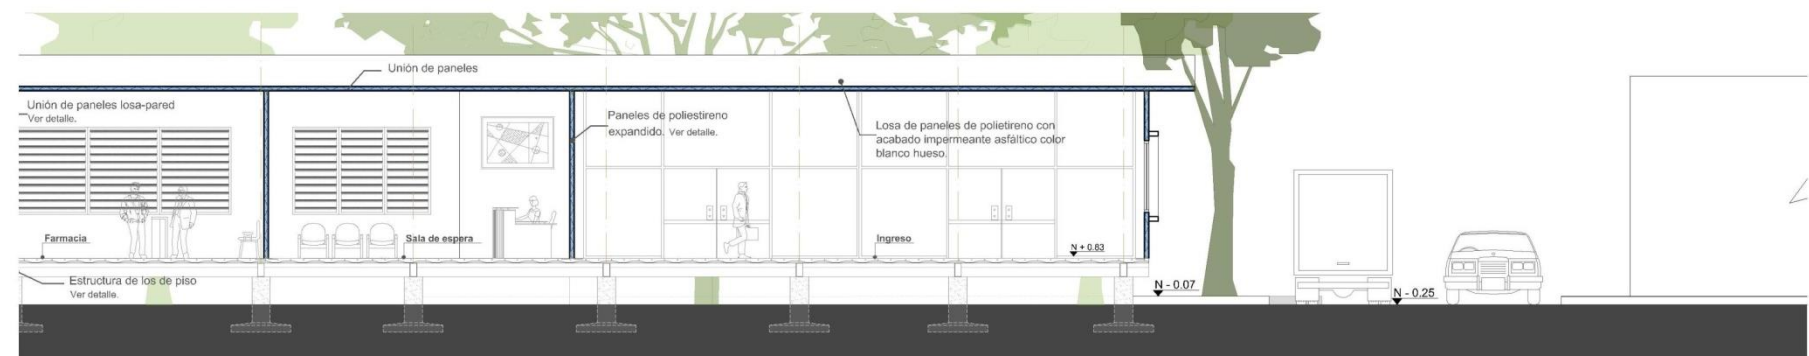 Unión de paneles
Unión de paneles losa-pared
Ver detalle.
Paneles de poliestireno
expandido. Ver detalle.
Losa de paneles de polietireno con
acabado impermeante asfáltico color
blanco hueso.
Farmacia
Sala de espera
Ingreso
N + 0.83
Estructura de los de piso
Ver detalle.
N - 0.07
N - 0.25